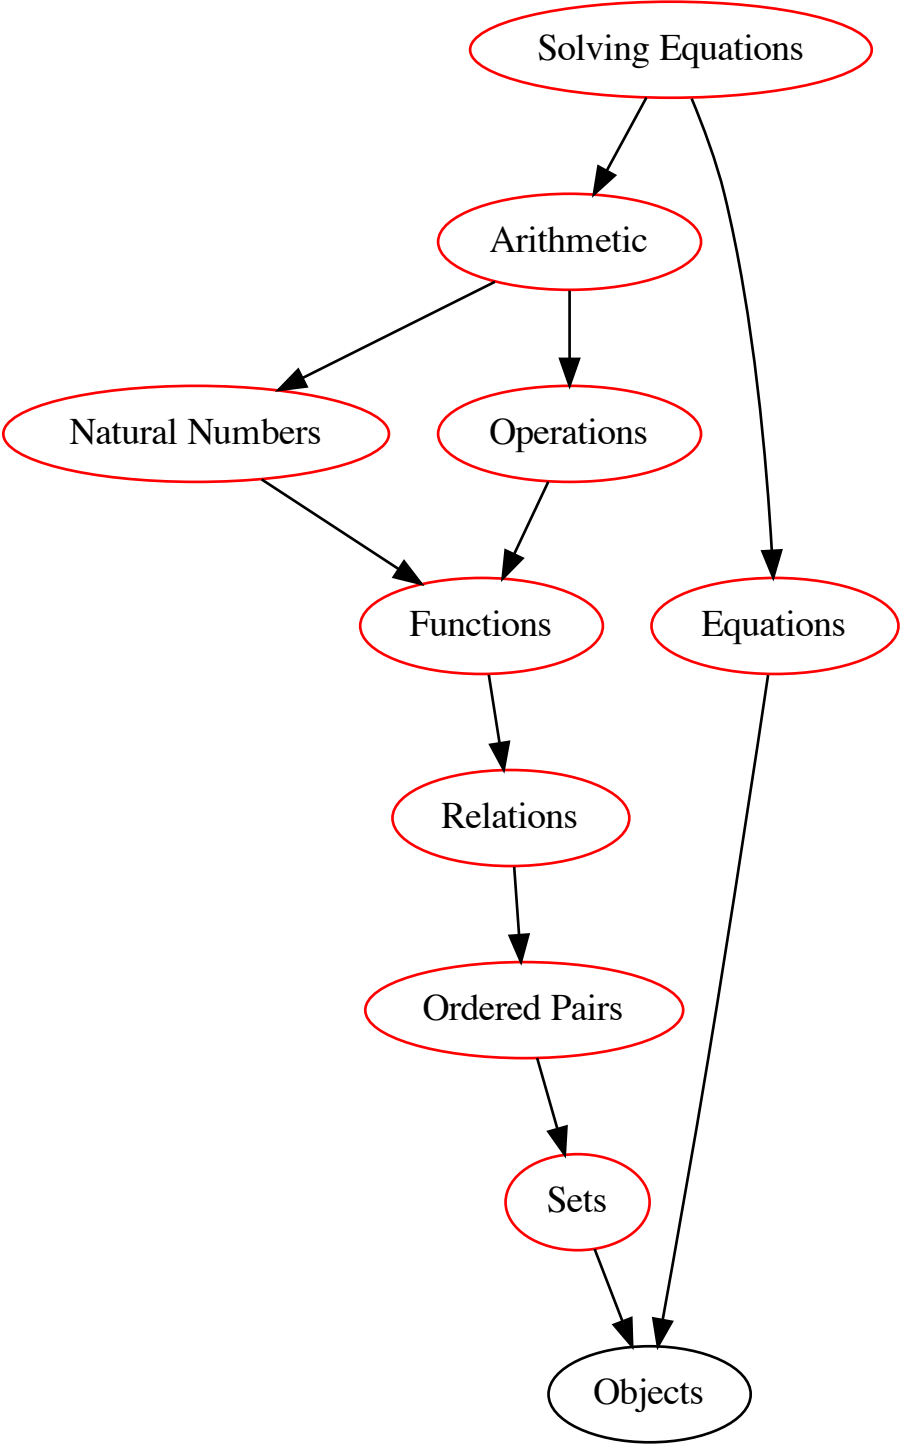 Solving Equations
Arithmetic
Natural Numbers
Operations
Functions
Equations
Relations
Ordered Pairs
Sets
Objects